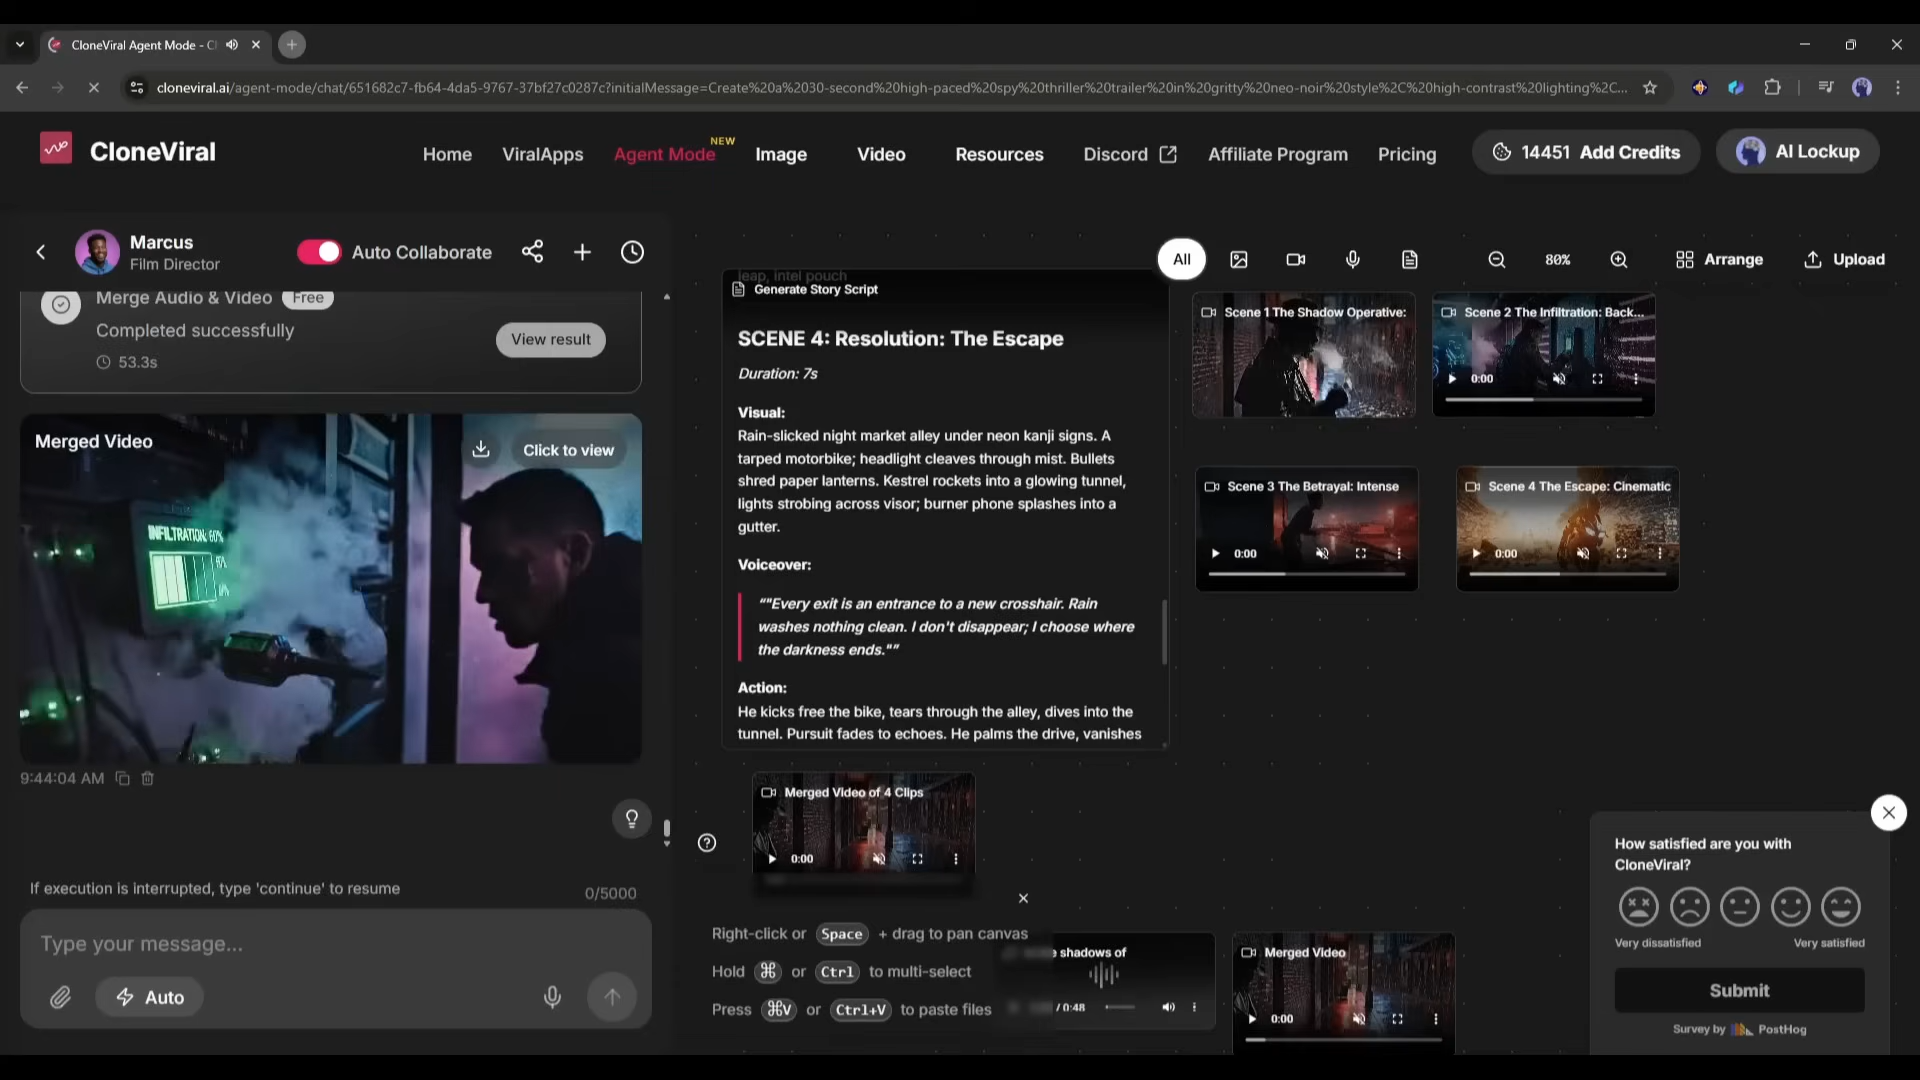 CloneViral Agent Mode - Cl
cloneviral.ai/agent-mode/chat/651682c7-fb64-4da5-9767-37bf27c0287c?initialMessage=Create%20a%2030-second%20high-paced%20spy%20thriller%20trailer%20in%20gritty%20neo-noir%20style%2C%20high-contrast%20lighting%2C...
CloneViral
Home
ViralApps
Agent Mode
NEW
Image
Video
Resources
Discord
Affiliate Program
Pricing
14451 Add Credits
AI Lockup
Marcus
Film Director
Auto Collaborate
Merge Audio & Video
Free
Completed successfully
53.3s
View result
Merged Video
Click to view
INFILTRATION: 60%
9:44:04 AM
If execution is interrupted, type 'continue' to resume
0/5000
Type your message...
Auto
All
80%
Arrange
Upload
leap, intel pouch
Generate Story Script
SCENE 4: Resolution: The Escape
Duration: 7s
Visual:
Rain-slicked night market alley under neon kanji signs. A
tarped motorbike; headlight cleaves through mist. Bullets
shred paper lanterns. Kestrel rockets into a glowing tunnel,
lights strobing across visor; burner phone splashes into a
gutter.
Voiceover:
""Every exit is an entrance to a new crosshair. Rain
washes nothing clean. I don't disappear; I choose where
the darkness ends.""
Action:
He kicks free the bike, tears through the alley, dives into the
tunnel. Pursuit fades to echoes. He palms the drive, vanishes
Scene 1 The Shadow Operative:
Scene 2 The Infiltration: Back...
0:00
Scene 3 The Betrayal: Intense
0:00
Scene 4 The Escape: Cinematic
0:00
Merged Video of 4 Clips
0:00
Right-click or Space + drag to pan canvas
Hold ⌘ or Ctrl to multi-select
Press ⌘V or Ctrl+V to paste files
shadows of
/ 0:48
Merged Video
0:00
How satisfied are you with
CloneViral?
Very dissatisfied
Very satisfied
Submit
Survey by PostHog